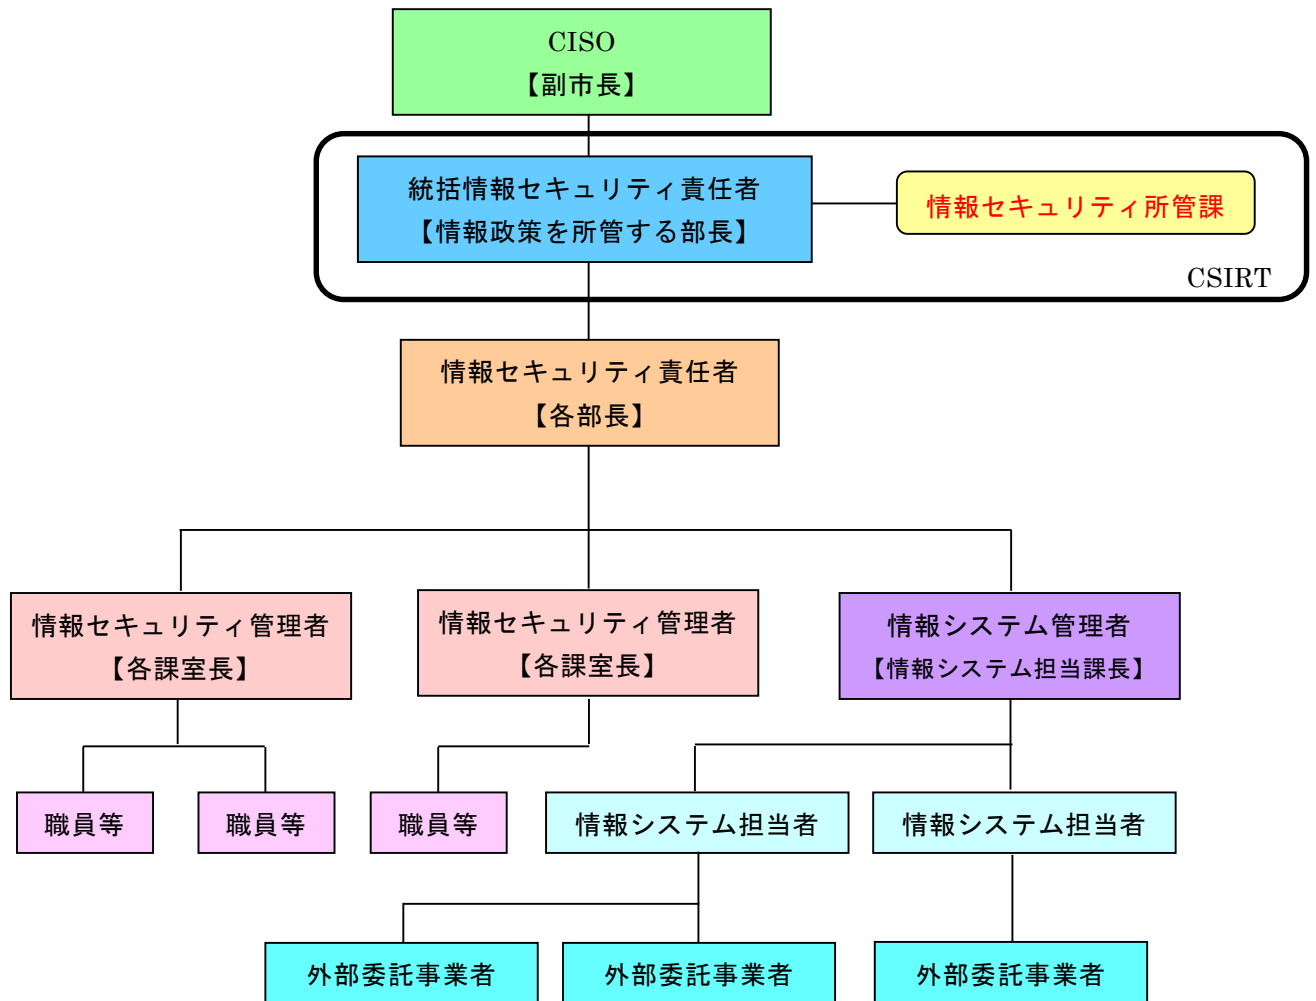 CISO
【副市長】
統括情報セキュリティ責任者
【情報政策を所管する部長】
情報セキュリティ所管課
CSIRT
情報セキュリティ責任者
【各部長】
情報セキュリティ管理者
【各課室長】
情報セキュリティ管理者
【各課室長】
情報システム管理者
【情報システム担当課長】
職員等
職員等
職員等
情報システム担当者
情報システム担当者
外部委託事業者
外部委託事業者
外部委託事業者